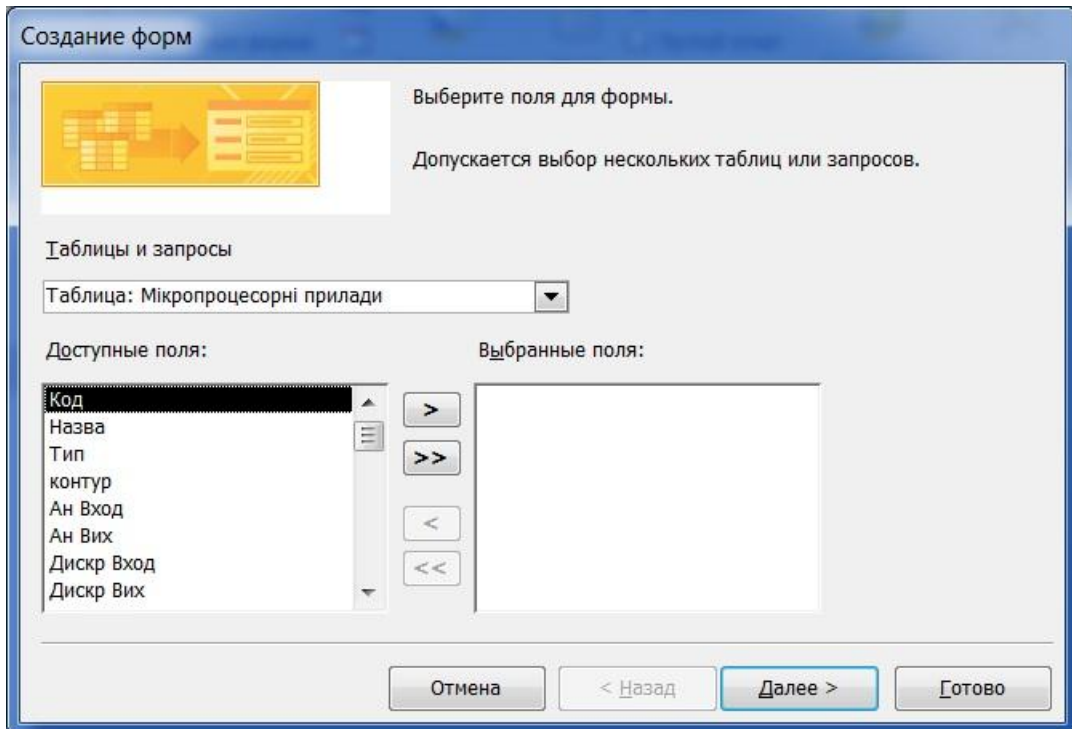 Создание форм
Выберите поля для формы.
Допускается выбор нескольких таблиц или запросов.
Таблицы и запросы
Таблица: Мікропроцесорні прилади
Доступные поля:
Выбранные поля:
Код
Назва
Тип
контур
Ан Вход
Ан Вих
Дискр Вход
Дискр Вих
>
>>
<
<<
Отмена
< Назад
Далее >
Готово